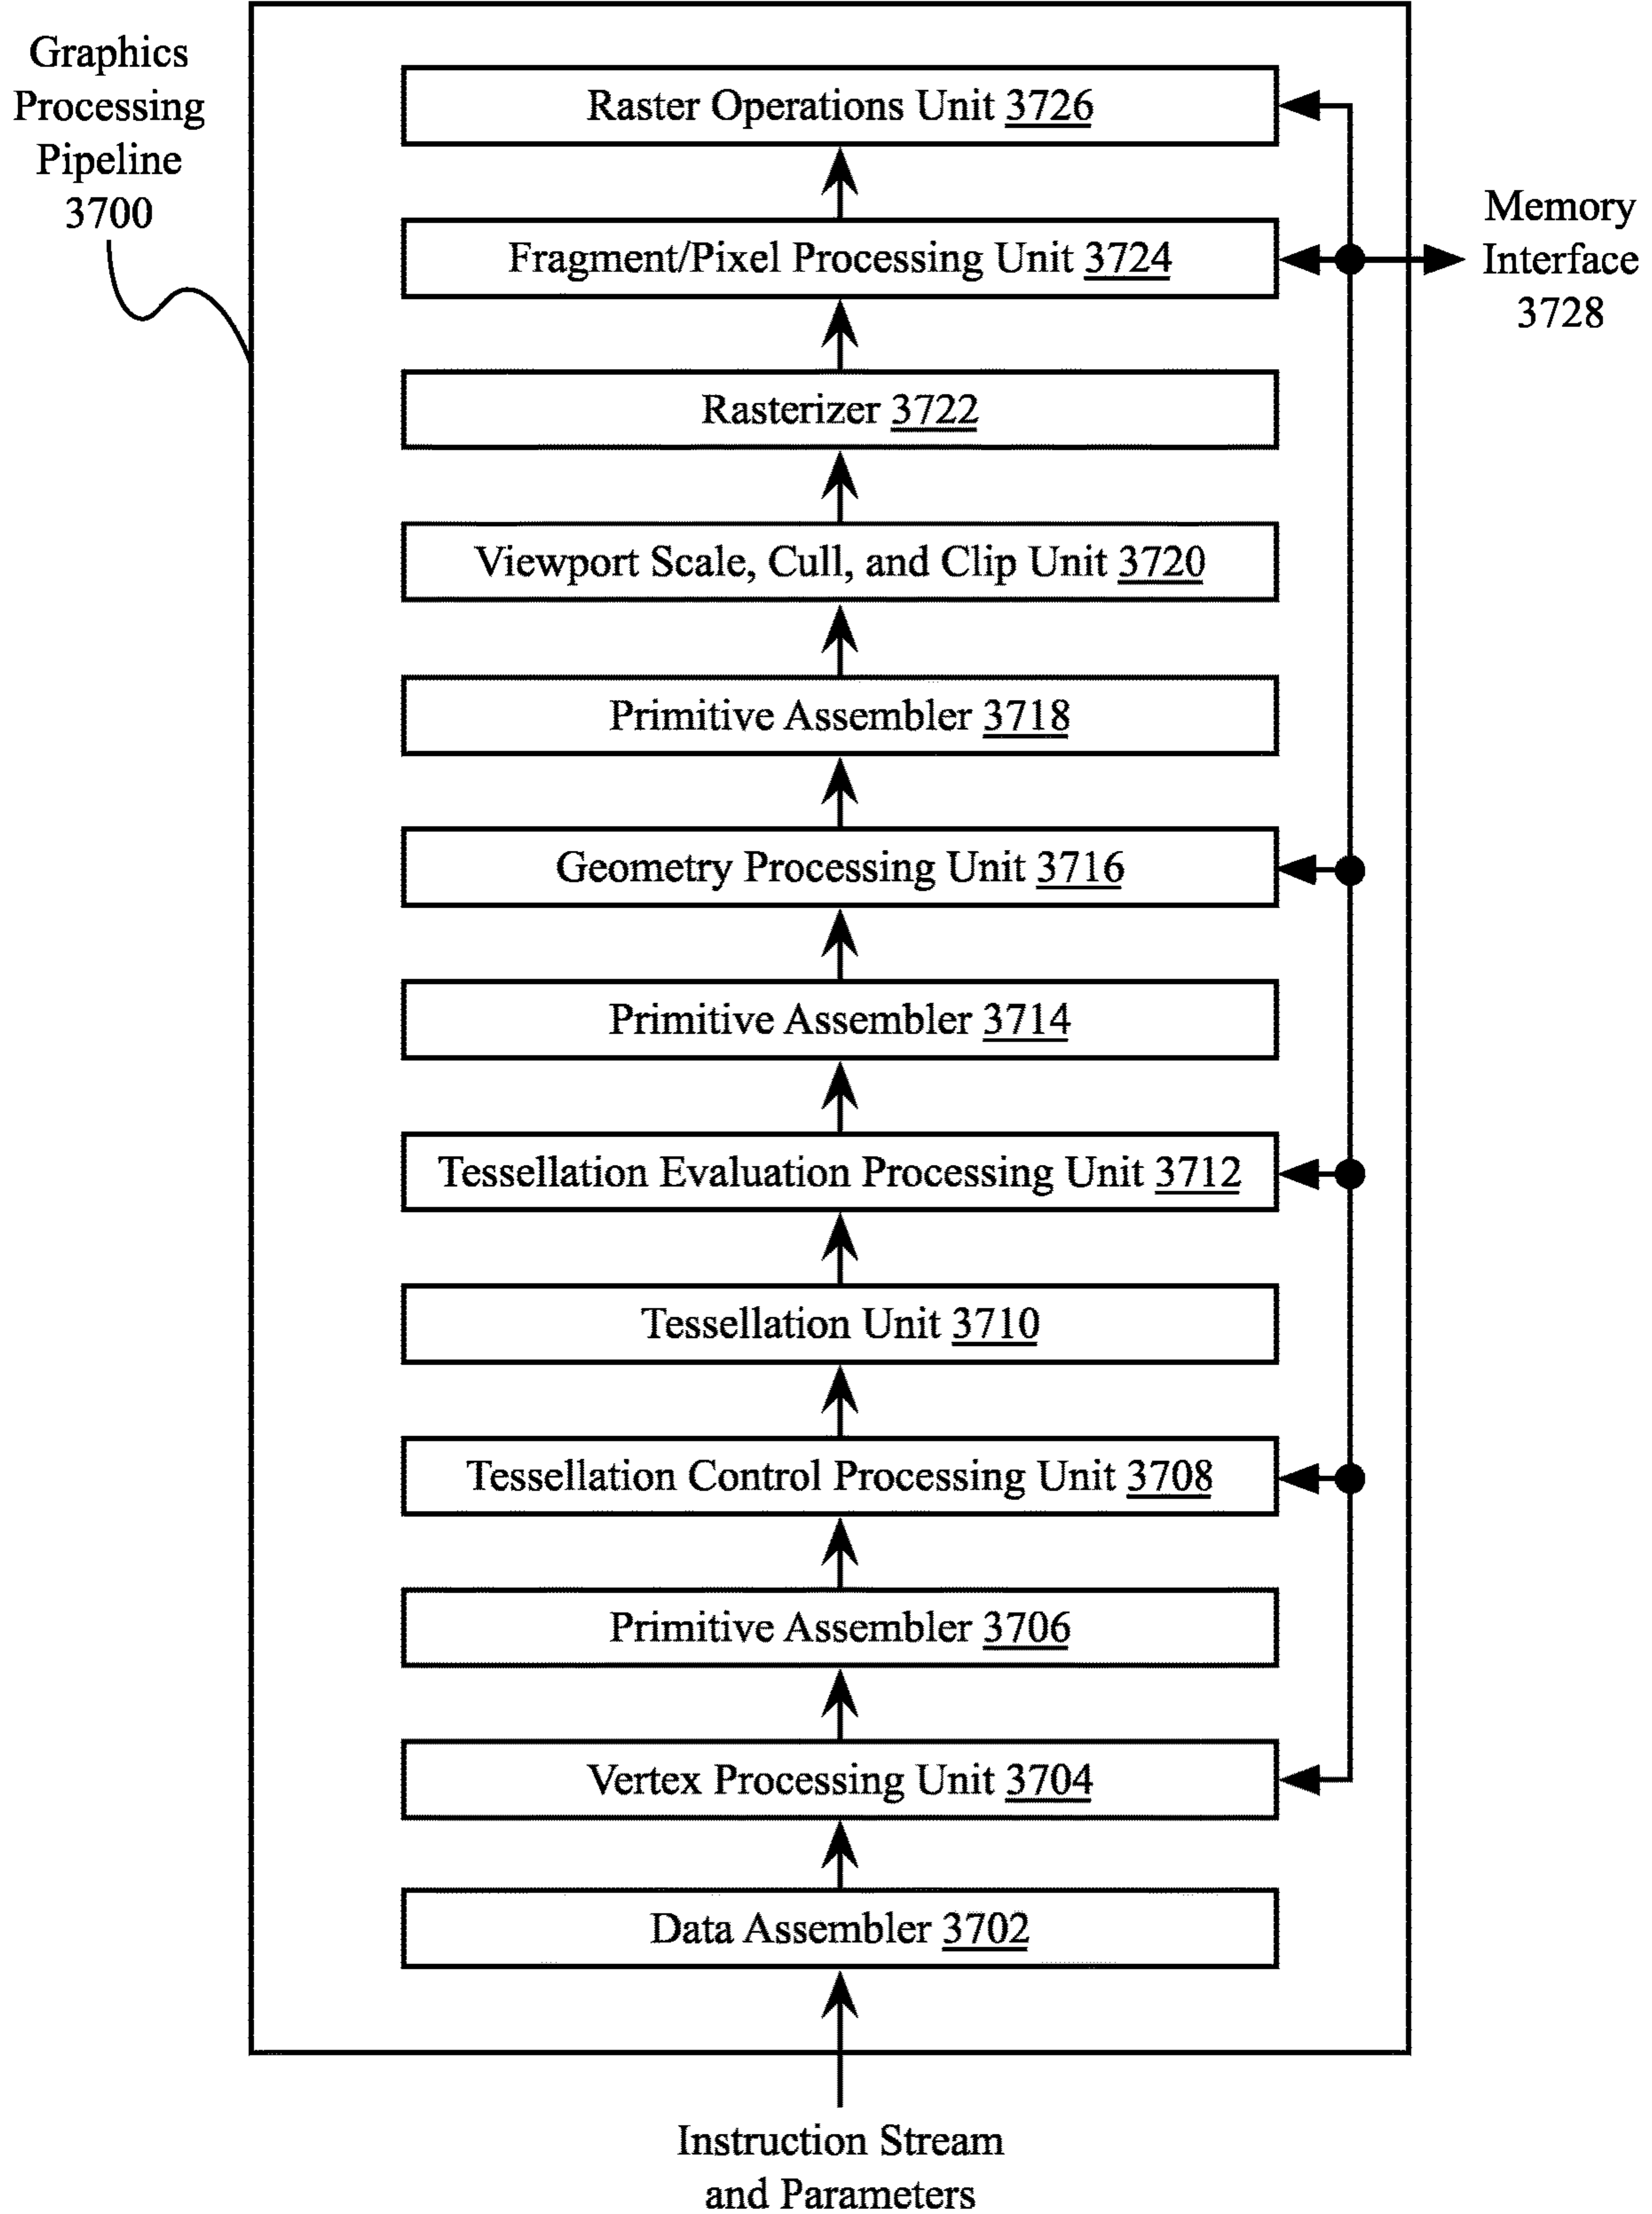 Graphics
Processing
Pipeline
3700
Raster Operations Unit 3726
Fragment/Pixel Processing Unit 3724
Memory
Interface
3728
Rasterizer 3722
Viewport Scale, Cull, and Clip Unit 3720
Primitive Assembler 3718
Geometry Processing Unit 3716
Primitive Assembler 3714
Tessellation Evaluation Processing Unit 3712
Tessellation Unit 3710
Tessellation Control Processing Unit 3708
Primitive Assembler 3706
Vertex Processing Unit 3704
Data Assembler 3702
Instruction Stream
and Parameters